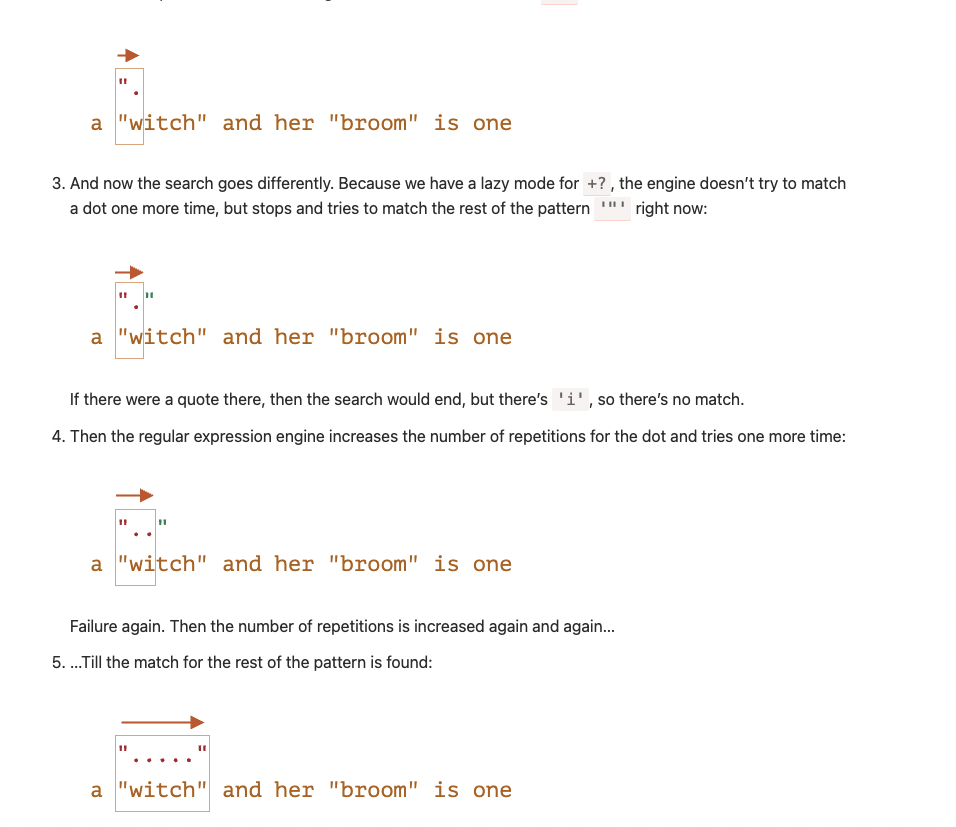 ".
a "witch" and her "broom" is one
3. And now the search goes differently. Because we have a lazy mode for +?, the engine doesn’t try to match
a dot one more time, but stops and tries to match the rest of the pattern '"' right now:
"."
a "witch" and her "broom" is one
If there were a quote there, then the search would end, but there’s 'i', so there’s no match.
4. Then the regular expression engine increases the number of repetitions for the dot and tries one more time:
".."
a "witch" and her "broom" is one
Failure again. Then the number of repetitions is increased again and again…
5. …Till the match for the rest of the pattern is found:
"....."
a "witch" and her "broom" is one